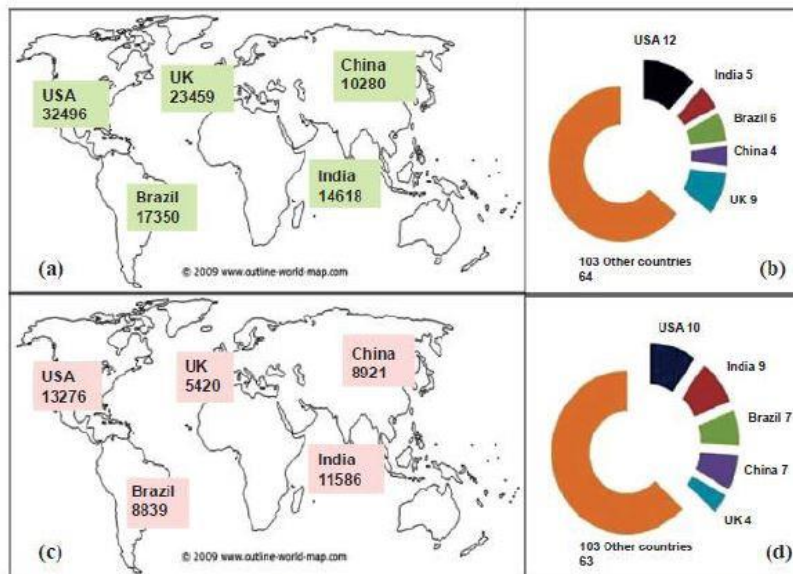 USA
32496
UK
23459
China
10280
Brazil
17350
India
14618
(a)
© 2009 www.outline-world-map.com
USA 12
India 5
Brazil 6
China 4
UK 9
103 Other countries
64
(b)
USA
13276
UK
5420
China
8921
Brazil
8839
India
11586
(c)
© 2009 www.outline-world-map.com
USA 10
India 9
Brazil 7
China 7
UK 4
103 Other countries
63
(d)